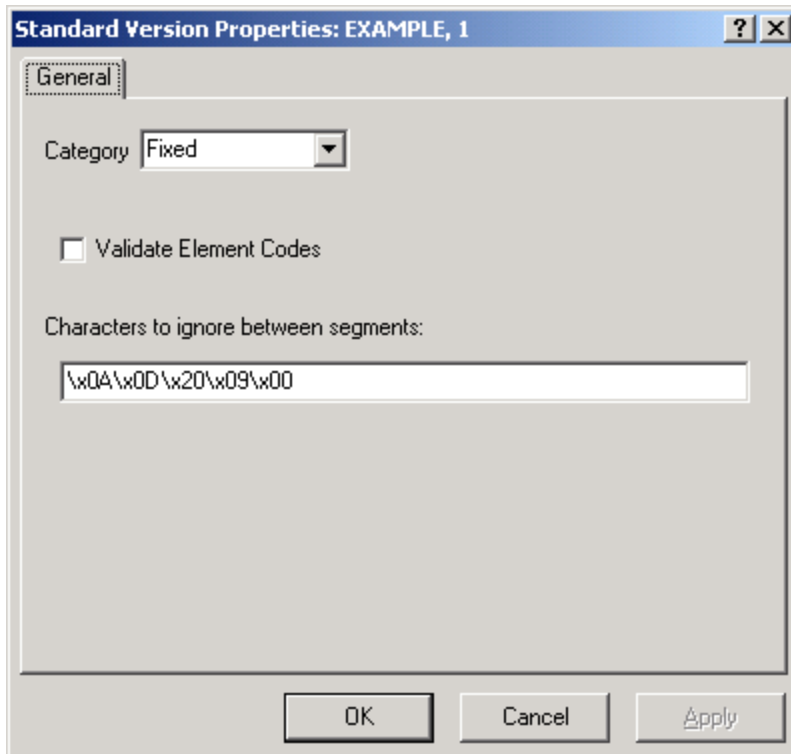 Standard Version Properties: EXAMPLE, 1
General
Category Fixed
Validate Element Codes
Characters to ignore between segments:
\x0A\x0D\x20\x09\x00
OK Cancel Apply